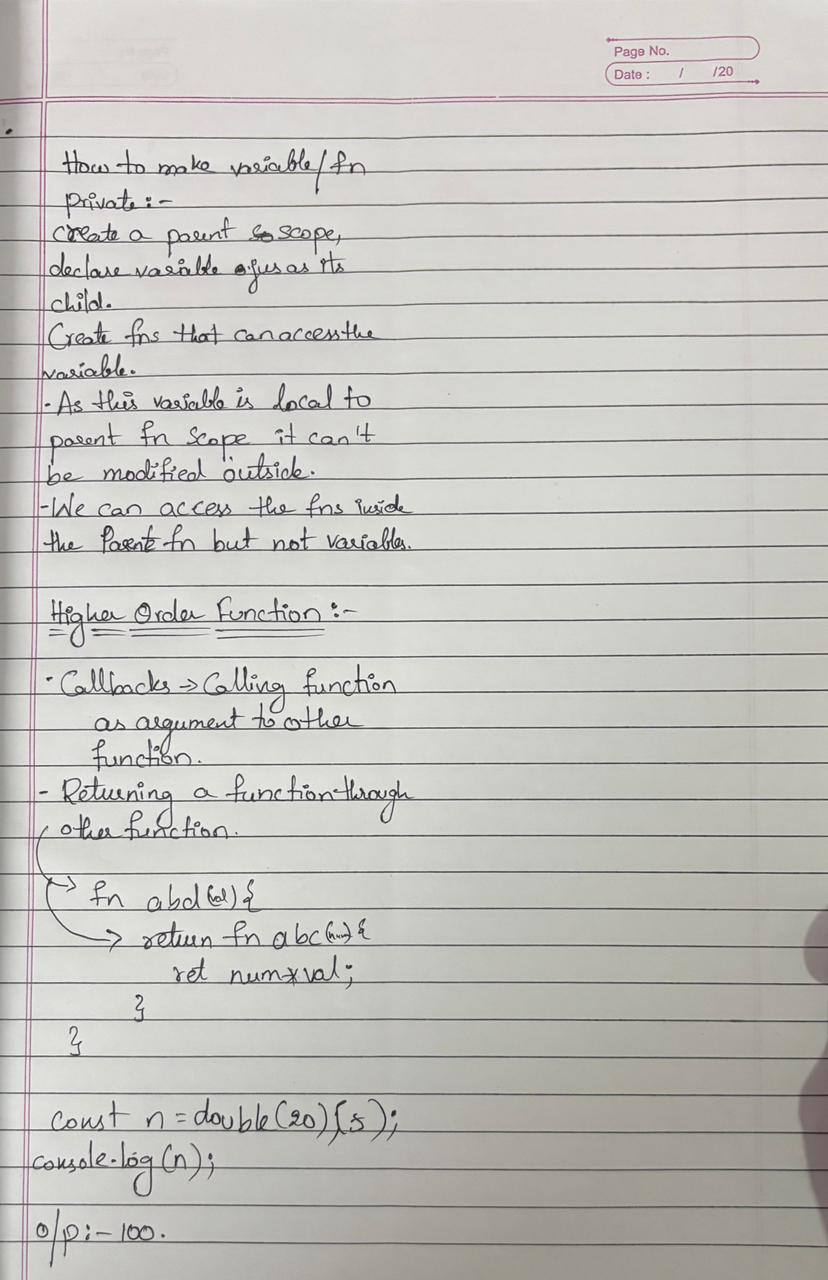 Page No.
Date : / /20
How to make variable/fn
private:-
Create a parent scope,
declare variable as its
child.
Create fns that can access the
variable.
· As this variable is local to
parent fn scope it can't
be modified outside.
- We can access the fns inside
the Parent fn but not variables.
Higher Order Function :-
· Callbacks → Calling function
as argument to other
function.
- Returning a function through
other function.
fn abd (val) {
return fn abc (num) {
ret num*val;
}
}
const n = double(20)(5);
console.log(n);
o/p:- 100.